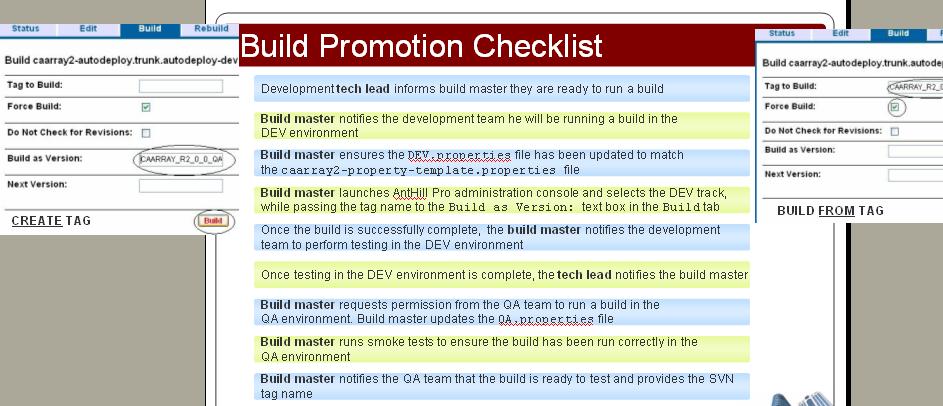 Status Edit Build Rebuild
Build caarray2-autodeploy.trunk.autodeploy-dev
Tag to Build:
Force Build:
Do Not Check for Revisions:
Build as Version: CAARRAY_R2_0_0_QA
Next Version:
CREATE TAG Build
Build Promotion Checklist
Development tech lead informs build master they are ready to run a build
Build master notifies the development team he will be running a build in the
DEV environment
Build master ensures the DEV.properties file has been updated to match
the caarray2-property-template.properties file
Build master launches AntHill Pro administration console and selects the DEV track,
while passing the tag name to the Build as Version: text box in the Build tab
Once the build is successfully complete, the build master notifies the development
team to perform testing in the DEV environment
Once testing in the DEV environment is complete, the tech lead notifies the build master
Build master requests permission from the QA team to run a build in the
QA environment. Build master updates the QA.properties file
Build master runs smoke tests to ensure the build has been run correctly in the
QA environment
Build master notifies the QA team that the build is ready to test and provides the SVN
tag name
Status Edit Build
Build caarray2-autodeploy.trunk.autode
Tag to Build: CAARRAY_R2_0
Force Build:
Do Not Check for Revisions:
Build as Version:
Next Version:
BUILD FROM TAG